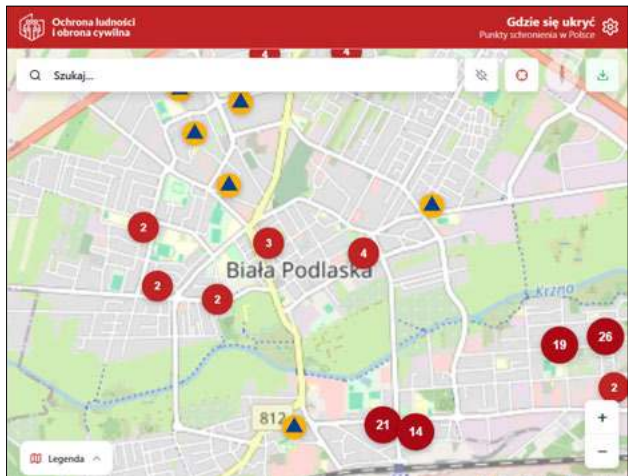 Ochrona ludności
i obrona cywilna
Gdzie się ukryć
Punkty schronienia w Polsce
4
4
Szukaj...
2
3
4
Biała Podlaska
2
2
Krzna
19
26
2
812
21
14
+
−
Legenda